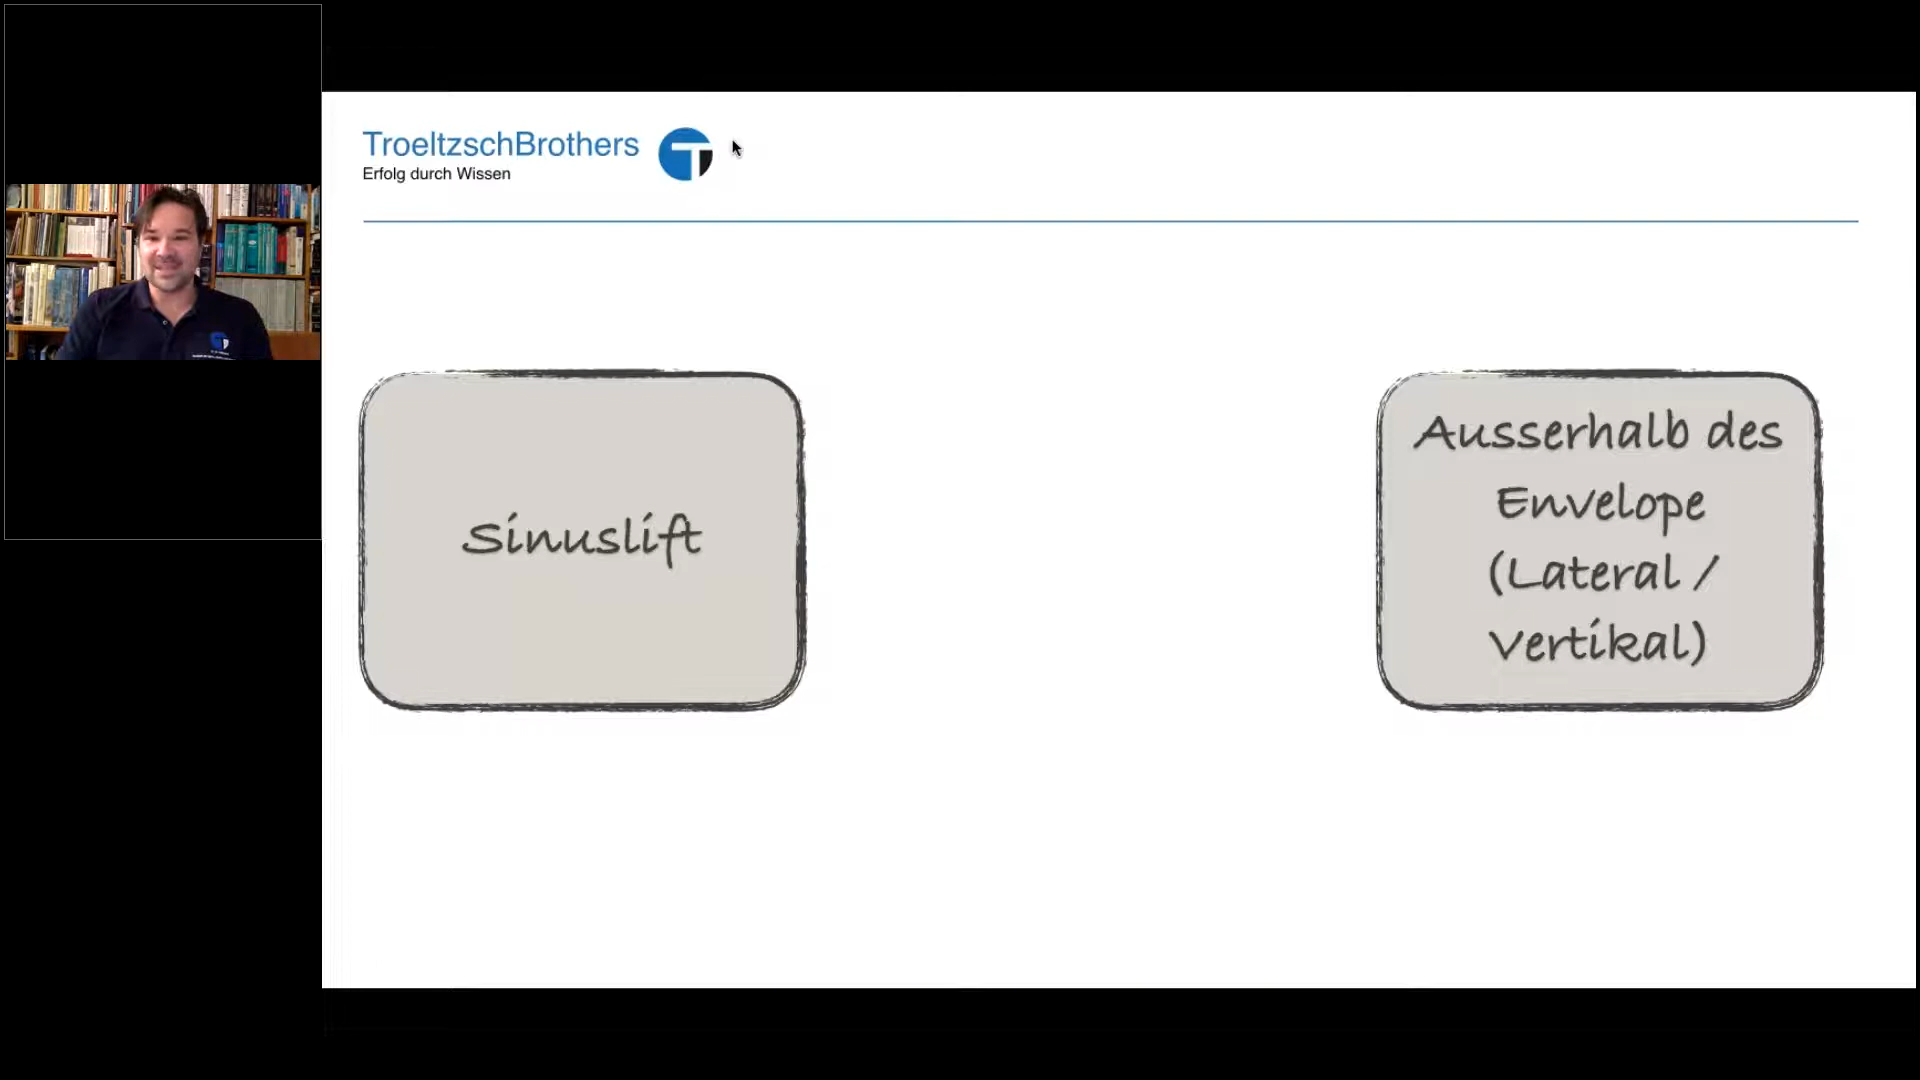 TroeltzschBrothers
Erfolg durch Wissen
T
Sinuslift
Ausserhalb des
Envelope
(Lateral /
Vertikal)